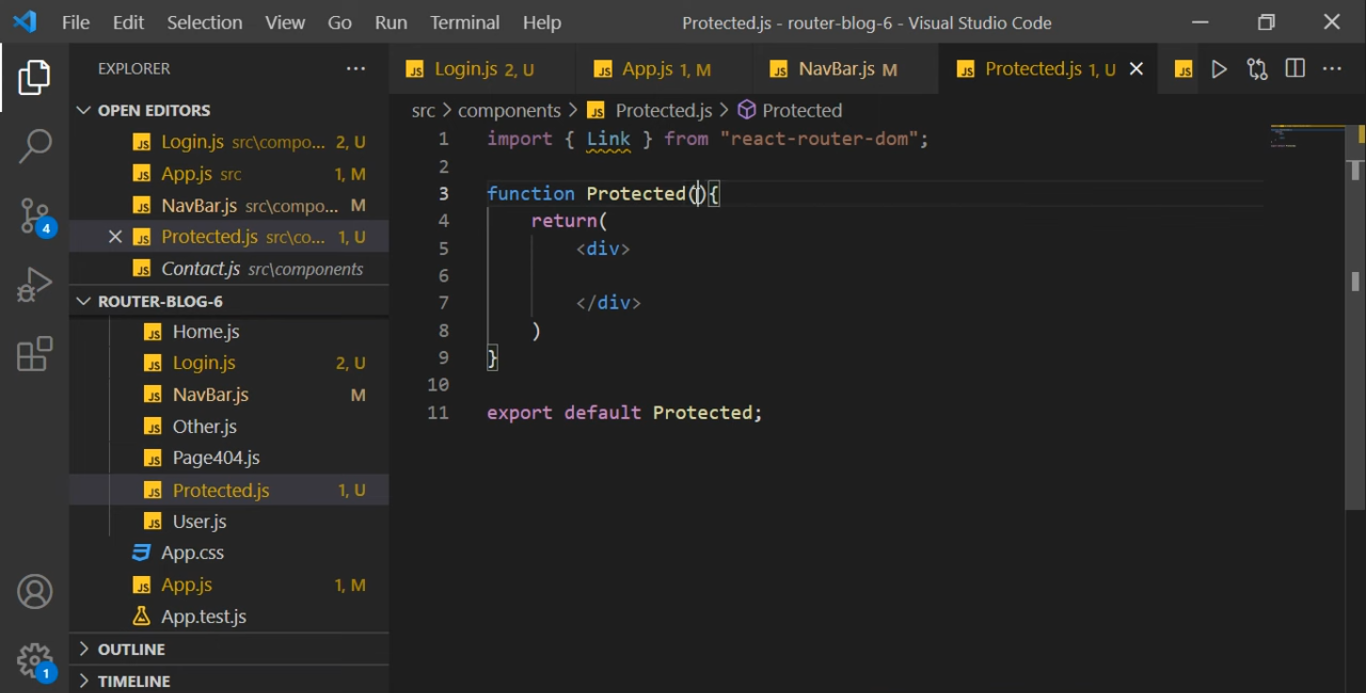 File Edit Selection View Go Run Terminal Help Protected.js - router-blog-6 - Visual Studio Code
EXPLORER
OPEN EDITORS
JS Login.js src\compo... 2, U
JS App.js src 1, M
JS NavBar.js src\compo... M
JS Protected.js src\co... 1, U
JS Contact.js src\components
ROUTER-BLOG-6
JS Home.js
JS Login.js 2, U
JS NavBar.js M
JS Other.js
JS Page404.js
JS Protected.js 1, U
JS User.js
App.css
JS App.js 1, M
App.test.js
OUTLINE
TIMELINE
4
1
JS Login.js 2, U JS App.js 1, M JS NavBar.js M JS Protected.js 1, U JS
src > components > JS Protected.js > Protected
1 import { Link } from "react-router-dom";
2
3 function Protected(){
4 return(
5 <div>
6
7 </div>
8 )
9 }
10
11 export default Protected;